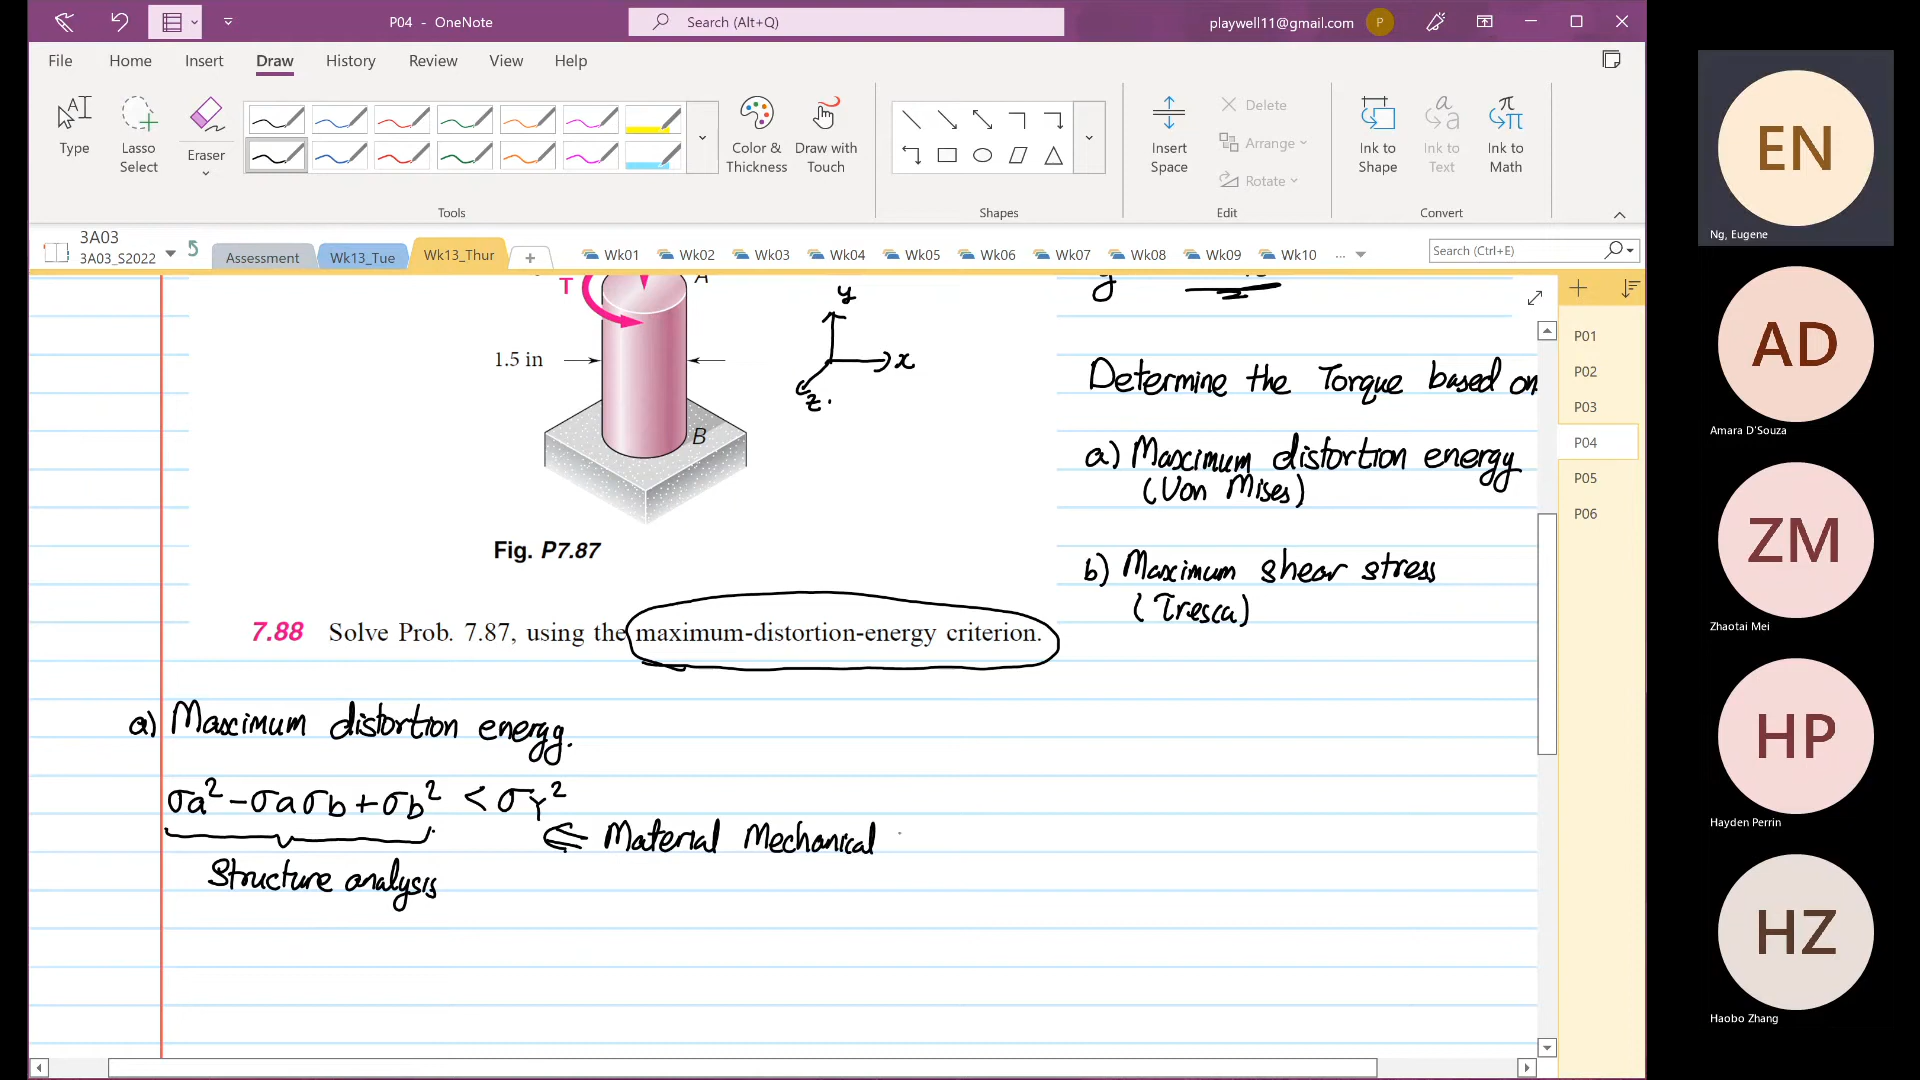 P04 - OneNote
Search (Alt+Q)
playwell11@gmail.com
P
File Home Insert Draw History Review View Help
Type
Lasso Select
Eraser
Color & Thickness
Draw with Touch
Insert Space
Delete
Arrange
Rotate
Ink to Shape
Ink to Text
Ink to Math
Tools
Shapes
Edit
Convert
3A03
3A03_S2022
Assessment
Wk13_Tue
Wk13_Thur
Wk01 Wk02 Wk03 Wk04 Wk05 Wk06 Wk07 Wk08 Wk09 Wk10 ...
Search (Ctrl+E)
P01
P02
P03
P04
P05
P06
T
A
1.5 in
B
y
x
z
Fig. P7.87
7.88 Solve Prob. 7.87, using the maximum-distortion-energy criterion.
Determine the Torque based on
a) Maximum distortion energy
(Von Mises)
b) Maximum shear stress
(Tresca)
a) Maximum distortion energy.
σa² - σaσb + σb² < σY²
Material Mechanical
Structure analysis
EN
Ng, Eugene
AD
Amara D'Souza
ZM
Zhaotai Mei
HP
Hayden Perrin
HZ
Haobo Zhang